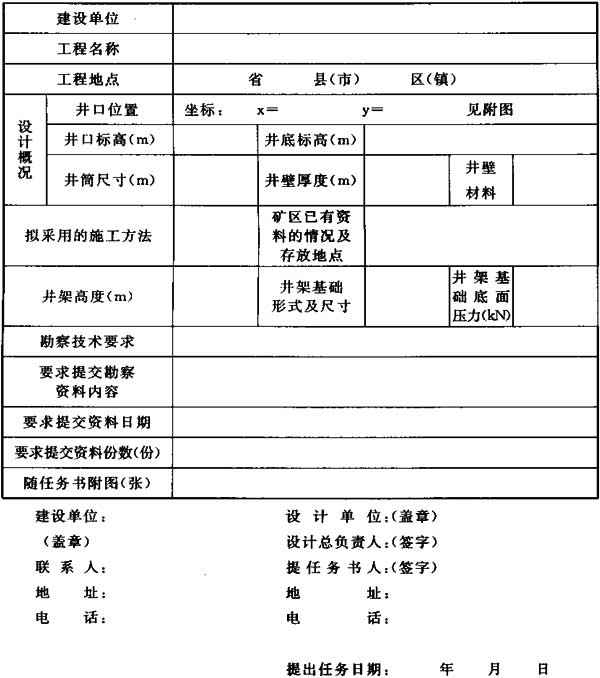 建设单位
工程名称
工程地点 省 县(市) 区(镇)
设计概况
井口位置 坐标: x= y= 见附图
井口标高(m) 井底标高(m)
井筒尺寸(m) 井壁厚度(m) 井壁
材料
拟采用的施工方法
矿区已有资
料的情况及
存放地点
井架高度(m)
井架基础
形式及尺寸
井架基
础底面
压力(kN)
勘察技术要求
要求提交勘察
资料内容
要求提交资料日期
要求提交资料份数(份)
随任务书附图(张)
建设单位: 设计单位:(盖章)
(盖章) 设计总负责人:(签字)
联系人: 提任务书人:(签字)
地址: 地址:
电话: 电话:
提出任务日期: 年 月 日